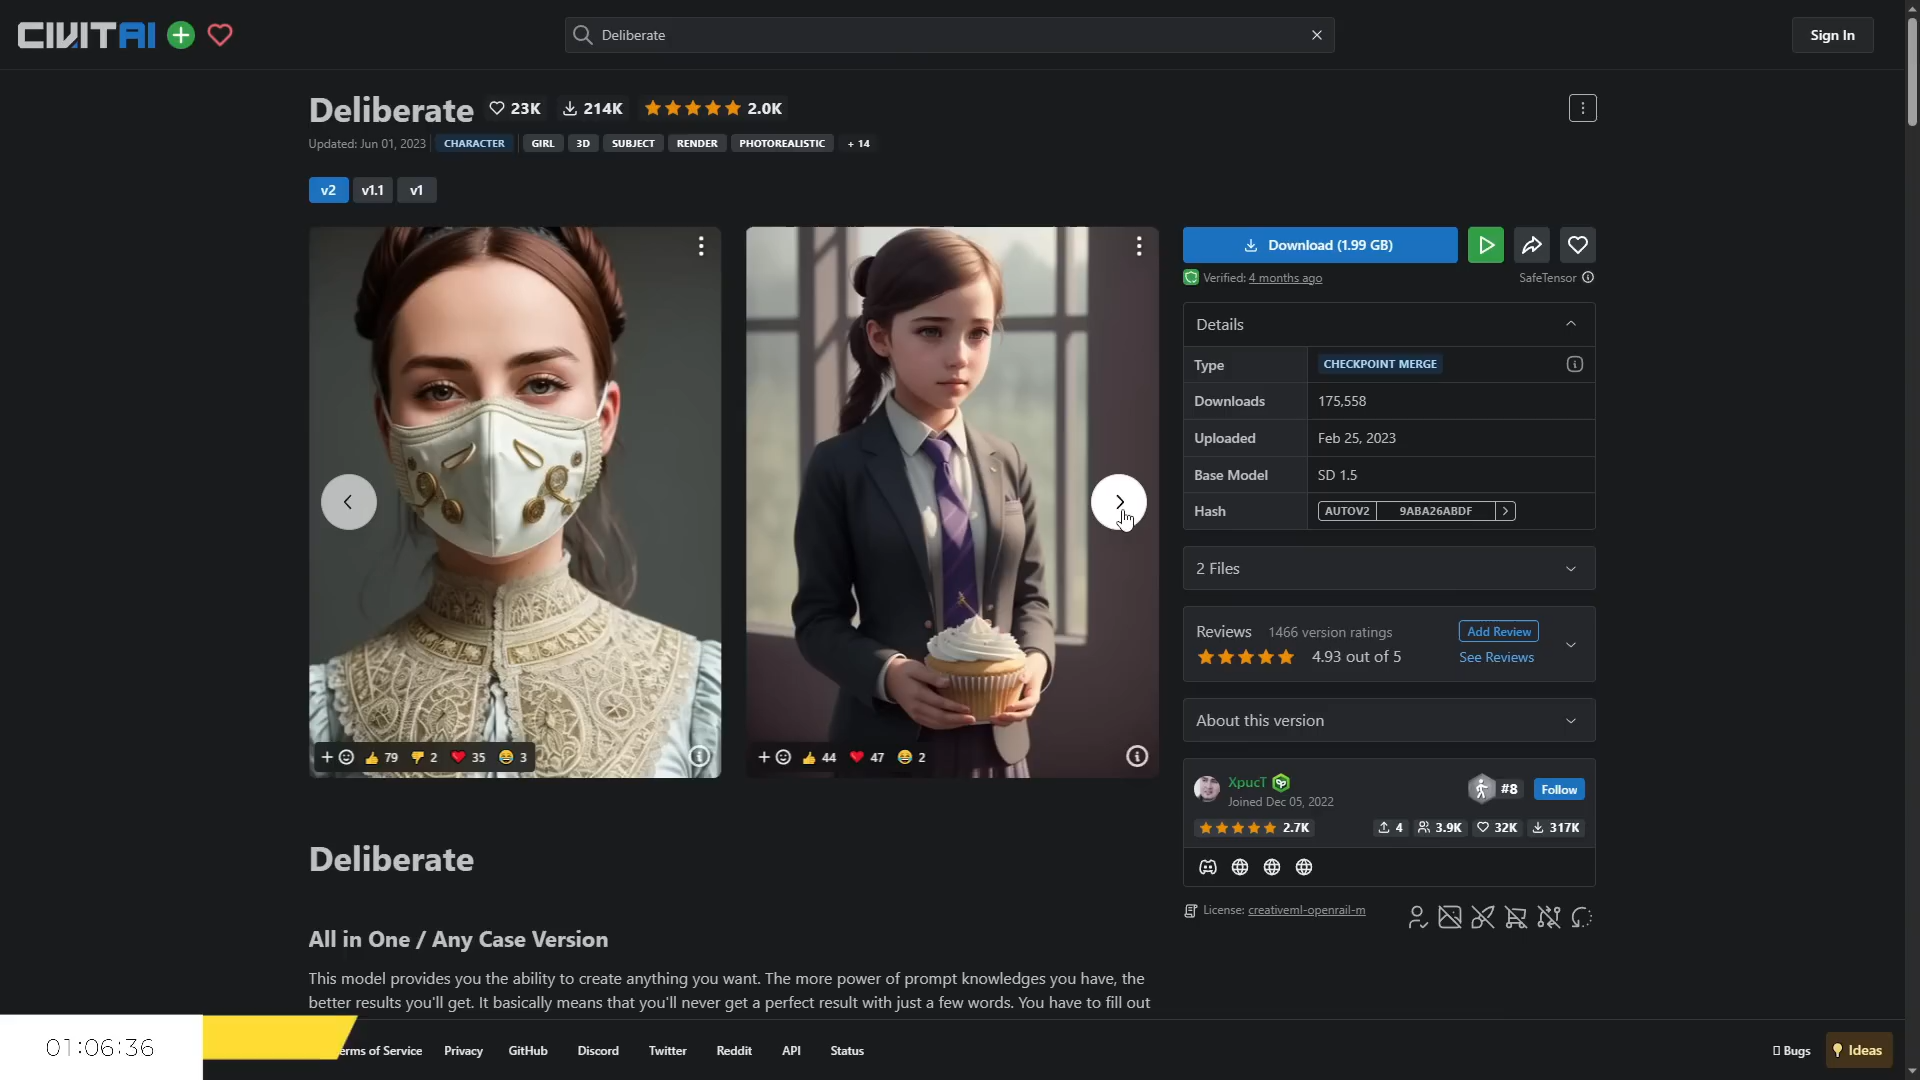 CIVITAI
Deliberate
Sign In
Deliberate 23K 214K 2.0K
Updated: Jun 01, 2023 CHARACTER GIRL 3D SUBJECT RENDER PHOTOREALISTIC + 14
v2 v1.1 v1
Download (1.99 GB)
Verified: 4 months ago SafeTensor
Details
Type CHECKPOINT MERGE
Downloads 175,558
Uploaded Feb 25, 2023
Base Model SD 1.5
Hash AUTOV2 9ABA26ABDF
2 Files
Reviews 1466 version ratings Add Review
4.93 out of 5 See Reviews
About this version
79 2 35 3
44 47 2
XpucT #8 Follow
Joined Dec 05, 2022
2.7K 4 3.9K 32K 317K
License: creativeml-openrail-m
Deliberate
All in One / Any Case Version
This model provides you the ability to create anything you want. The more power of prompt knowledges you have, the
better results you'll get. It basically means that you'll never get a perfect result with just a few words. You have to fill out
01:06:36
erms of Service Privacy GitHub Discord Twitter Reddit API Status
Bugs Ideas